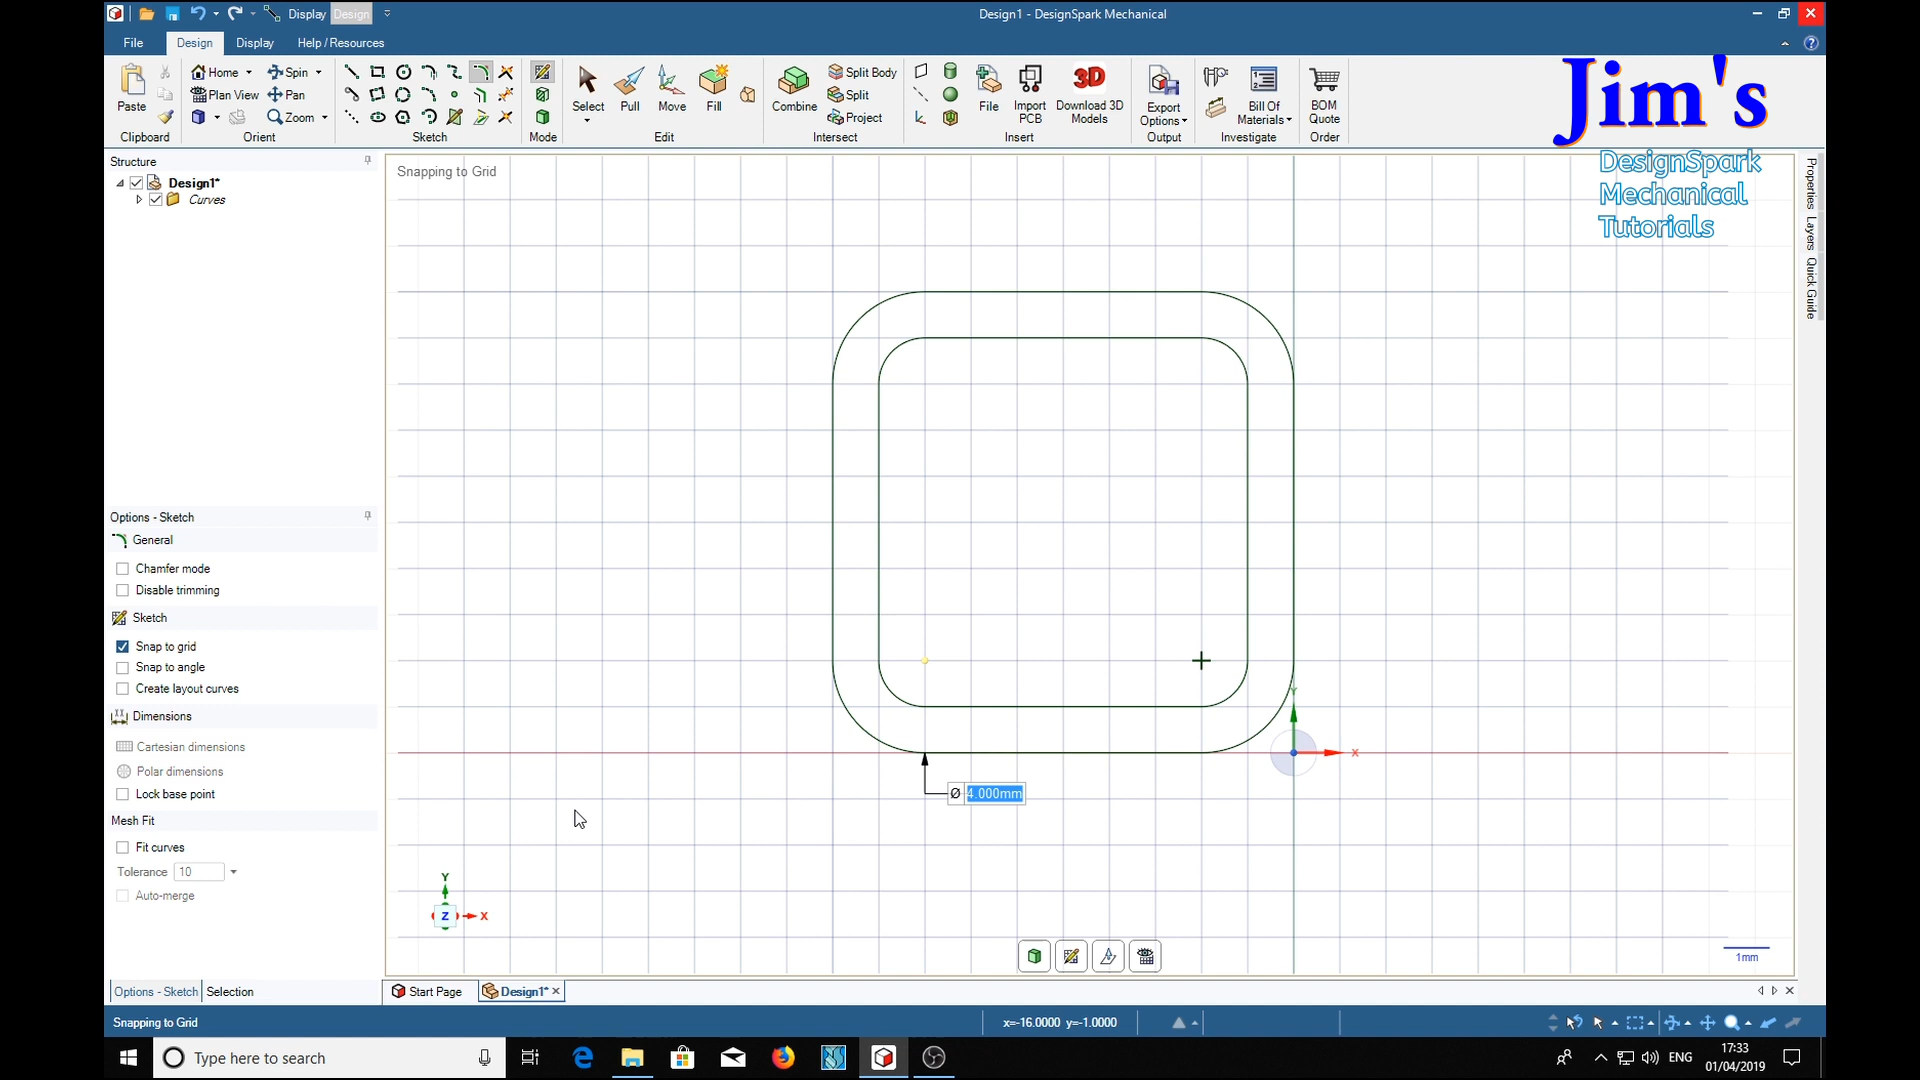 Display Design
Design1 - DesignSpark Mechanical
File Design Display Help / Resources
Paste
Clipboard
Home
Plan View
Spin
Pan
Zoom
Orient
Sketch
Mode
Select
Pull
Move
Fill
Edit
Combine
Split Body
Split
Project
Intersect
File
Import PCB
Download 3D Models
Insert
Export Options
Output
Bill Of Materials
Investigate
BOM Quote
Order
3D
Jim's
DesignSpark
Mechanical
Tutorials
Structure
Design1*
Curves
Snapping to Grid
Properties
Layers
Quick Guide
Options - Sketch
General
Chamfer mode
Disable trimming
Sketch
Snap to grid
Snap to angle
Create layout curves
Dimensions
Cartesian dimensions
Polar dimensions
Lock base point
Mesh Fit
Fit curves
Tolerance 10
Auto-merge
Y
X
Ø 4.000mm
Y
Z X
1mm
Options - Sketch Selection
Start Page Design1*
Snapping to Grid
x=-16.0000 y=-1.0000
Type here to search
ENG
17:33
01/04/2019